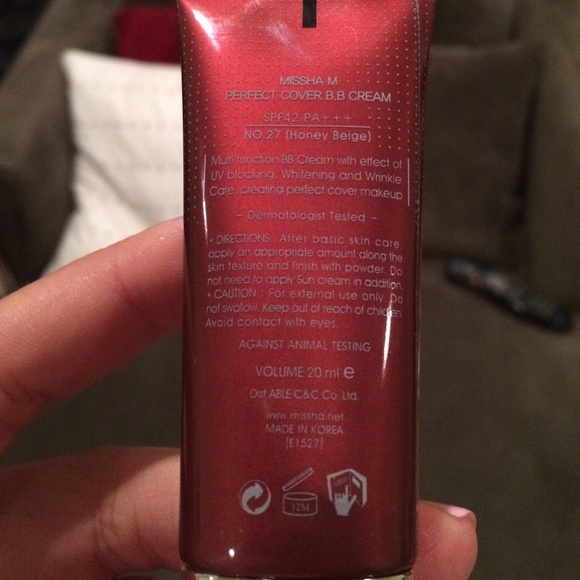 MISSHA M
PERFECT COVER B.B CREAM
SPF42 PA+++
NO.27 (Honey Beige)
Multi function BB Cream with effect of
UV blocking, Whitening and Wrinkle
Care, creating perfect cover makeup
- Dermatologist Tested -
• DIRECTIONS : After basic skin care,
apply an appropriate amount along the
skin texture and finish with powder. Do
not need to apply Sun cream in addition.
• CAUTION : For external use only. Do
not swallow. Keep out of reach of children.
Avoid contact with eyes.
AGAINST ANIMAL TESTING
VOLUME 20 ml ℮
Dist.ABLE C&C Co. Ltd.
www.missha.net
MADE IN KOREA
[E1527]
12M